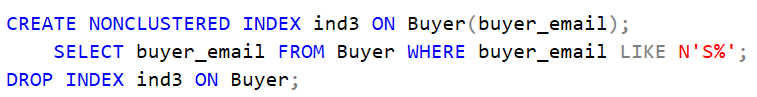 CREATE NONCLUSTERED INDEX ind3 ON Buyer(buyer_email);
    SELECT buyer_email FROM Buyer WHERE buyer_email LIKE N'S%';
DROP INDEX ind3 ON Buyer;